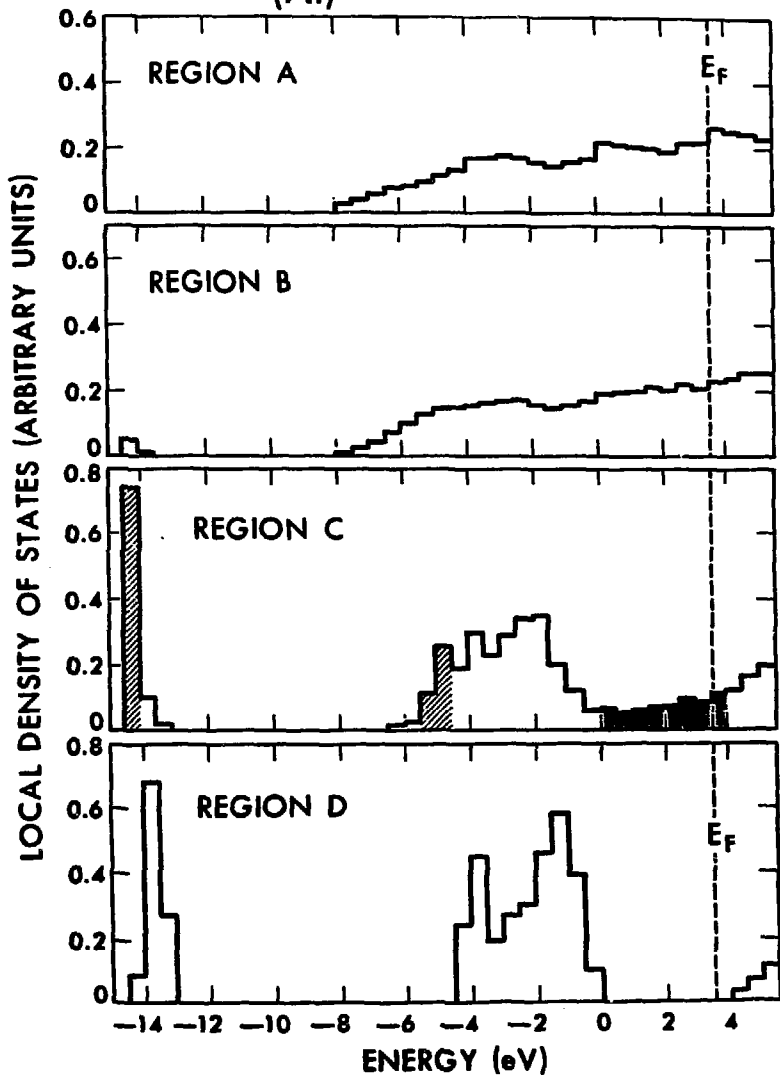 0.6
0.4
0.2
0
REGION A
E_F
0.6
0.4
0.2
0
REGION B
0.8
0.6
0.4
0.2
0
REGION C
0.8
0.6
0.4
0.2
0
REGION D
E_F
−14 −12 −10 −8 −6 −4 −2 0 2 4
ENERGY (eV)
LOCAL DENSITY OF STATES (ARBITRARY UNITS)